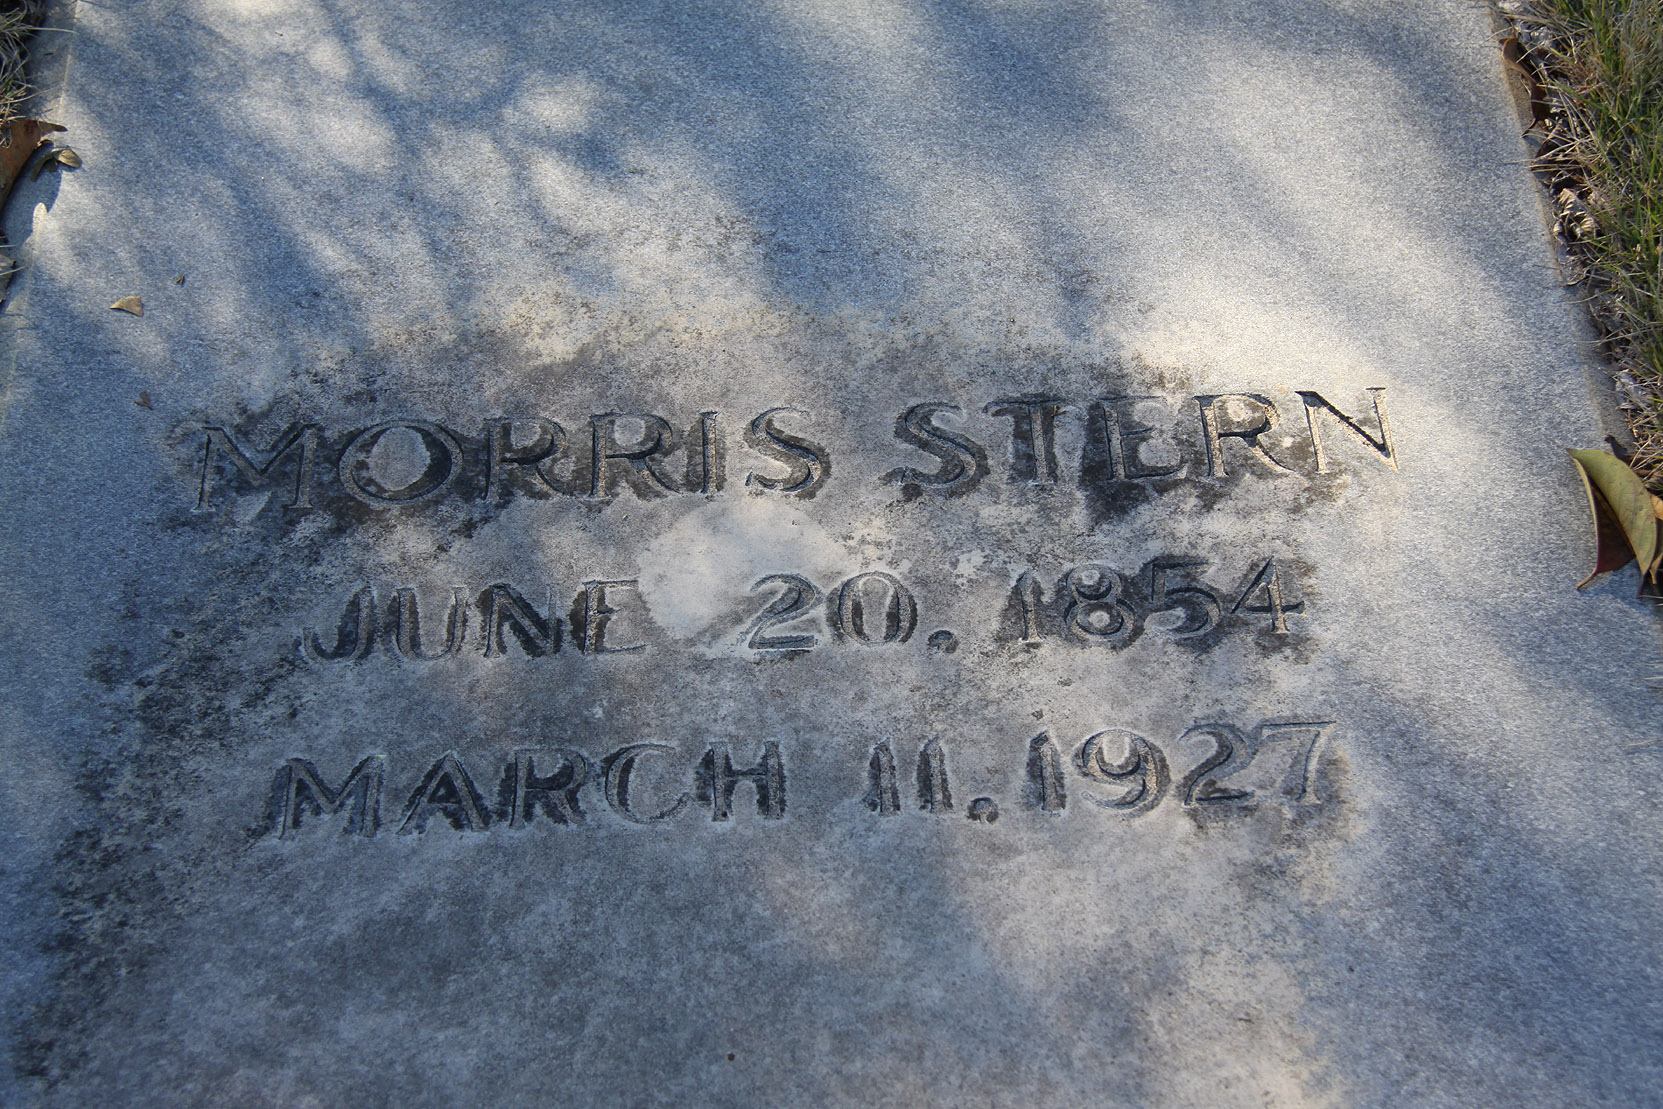 MORRIS STERN
JUNE 20. 1854
MARCH 11. 1927